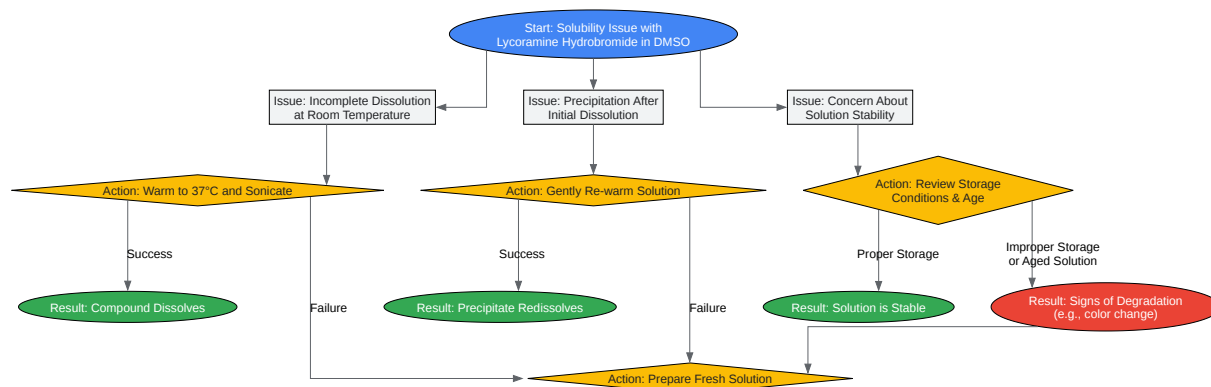 Start: Solubility Issue with
Lycoramine Hydrobromide in DMSO
Issue: Incomplete Dissolution
at Room Temperature
Issue: Precipitation After
Initial Dissolution
Issue: Concern About
Solution Stability
Action: Warm to 37°C and Sonicate
Action: Gently Re-warm Solution
Action: Review Storage
Conditions & Age
Success
Success
Proper Storage
Improper Storage
or Aged Solution
Result: Compound Dissolves
Failure
Result: Precipitate Redissolves
Failure
Result: Solution is Stable
Result: Signs of Degradation
(e.g., color change)
Action: Prepare Fresh Solution